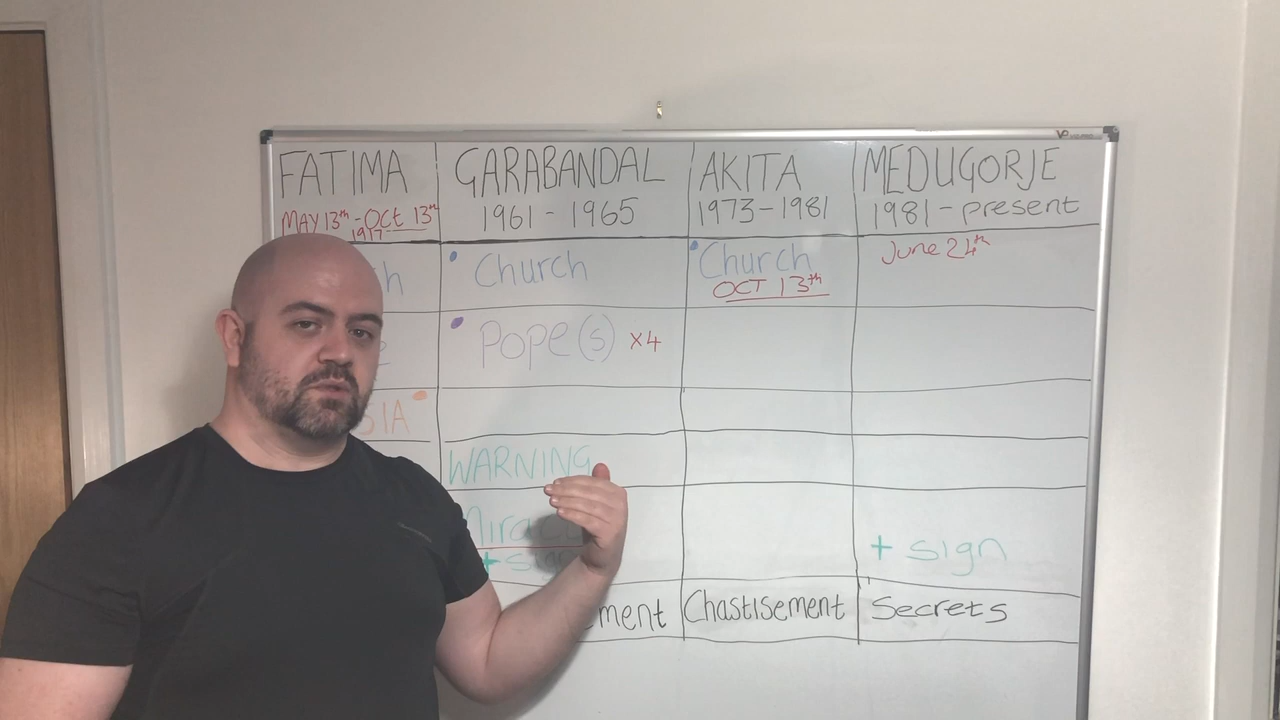 FATIMA
MAY 13th - OCT 13th
1917
GARABANDAL
1961 - 1965
AKITA
1973 - 1981
MEDUGORJE
1981 - present
Church
Church
OCT 13th
June 24th
Pope(s) x4
WARNING
+ sign
Chastisement
Secrets